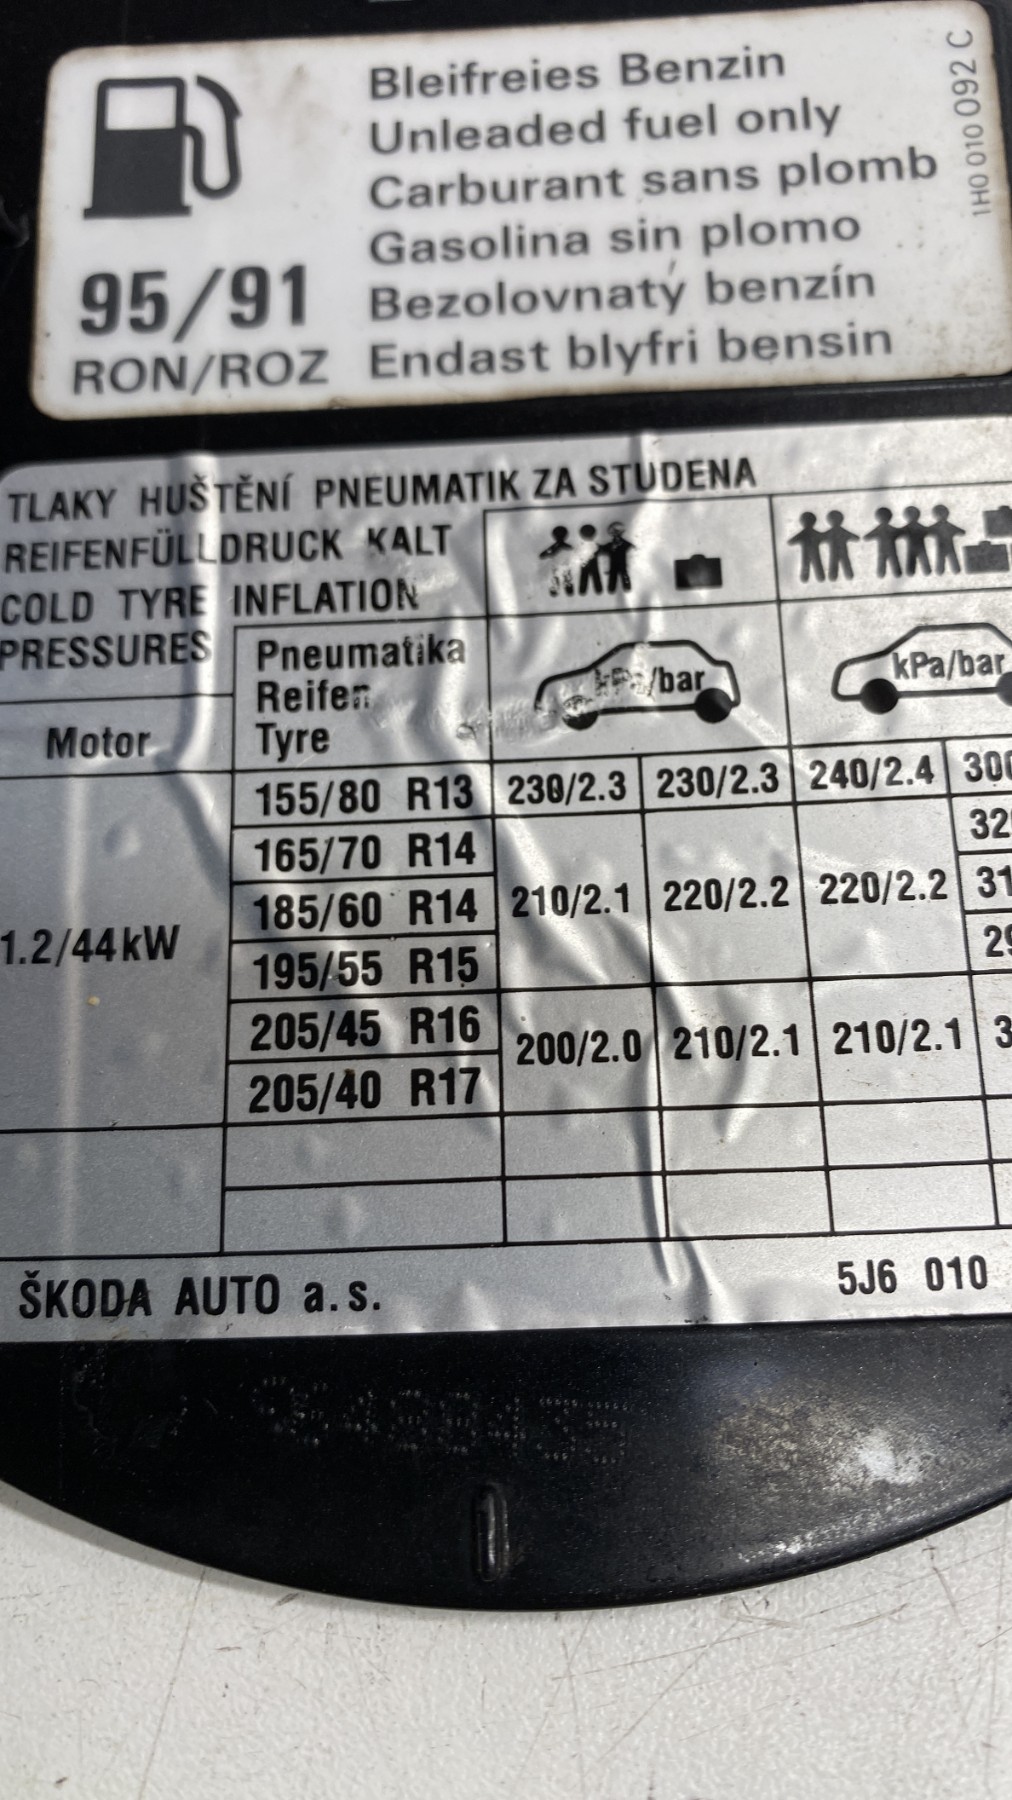 Bleifreies Benzin
Unleaded fuel only
Carburant sans plomb
Gasolina sin plomo
Bezolovnatý benzín
Endast blyfri bensin
95/91
RON/ROZ
1H0 010 092 C
TLAKY HUŠTĚNÍ PNEUMATIK ZA STUDENA
REIFENFÜLLDRUCK KALT
COLD TYRE INFLATION
PRESSURES
Pneumatika
Reifen
Tyre
kPa/bar kPa/bar
Motor
155/80 R13 230/2.3 230/2.3 240/2.4
165/70 R14
185/60 R14 210/2.1 220/2.2 220/2.2
1.2/44kW
195/55 R15
205/45 R16 200/2.0 210/2.1 210/2.1
205/40 R17
ŠKODA AUTO a.s. 5J6 010